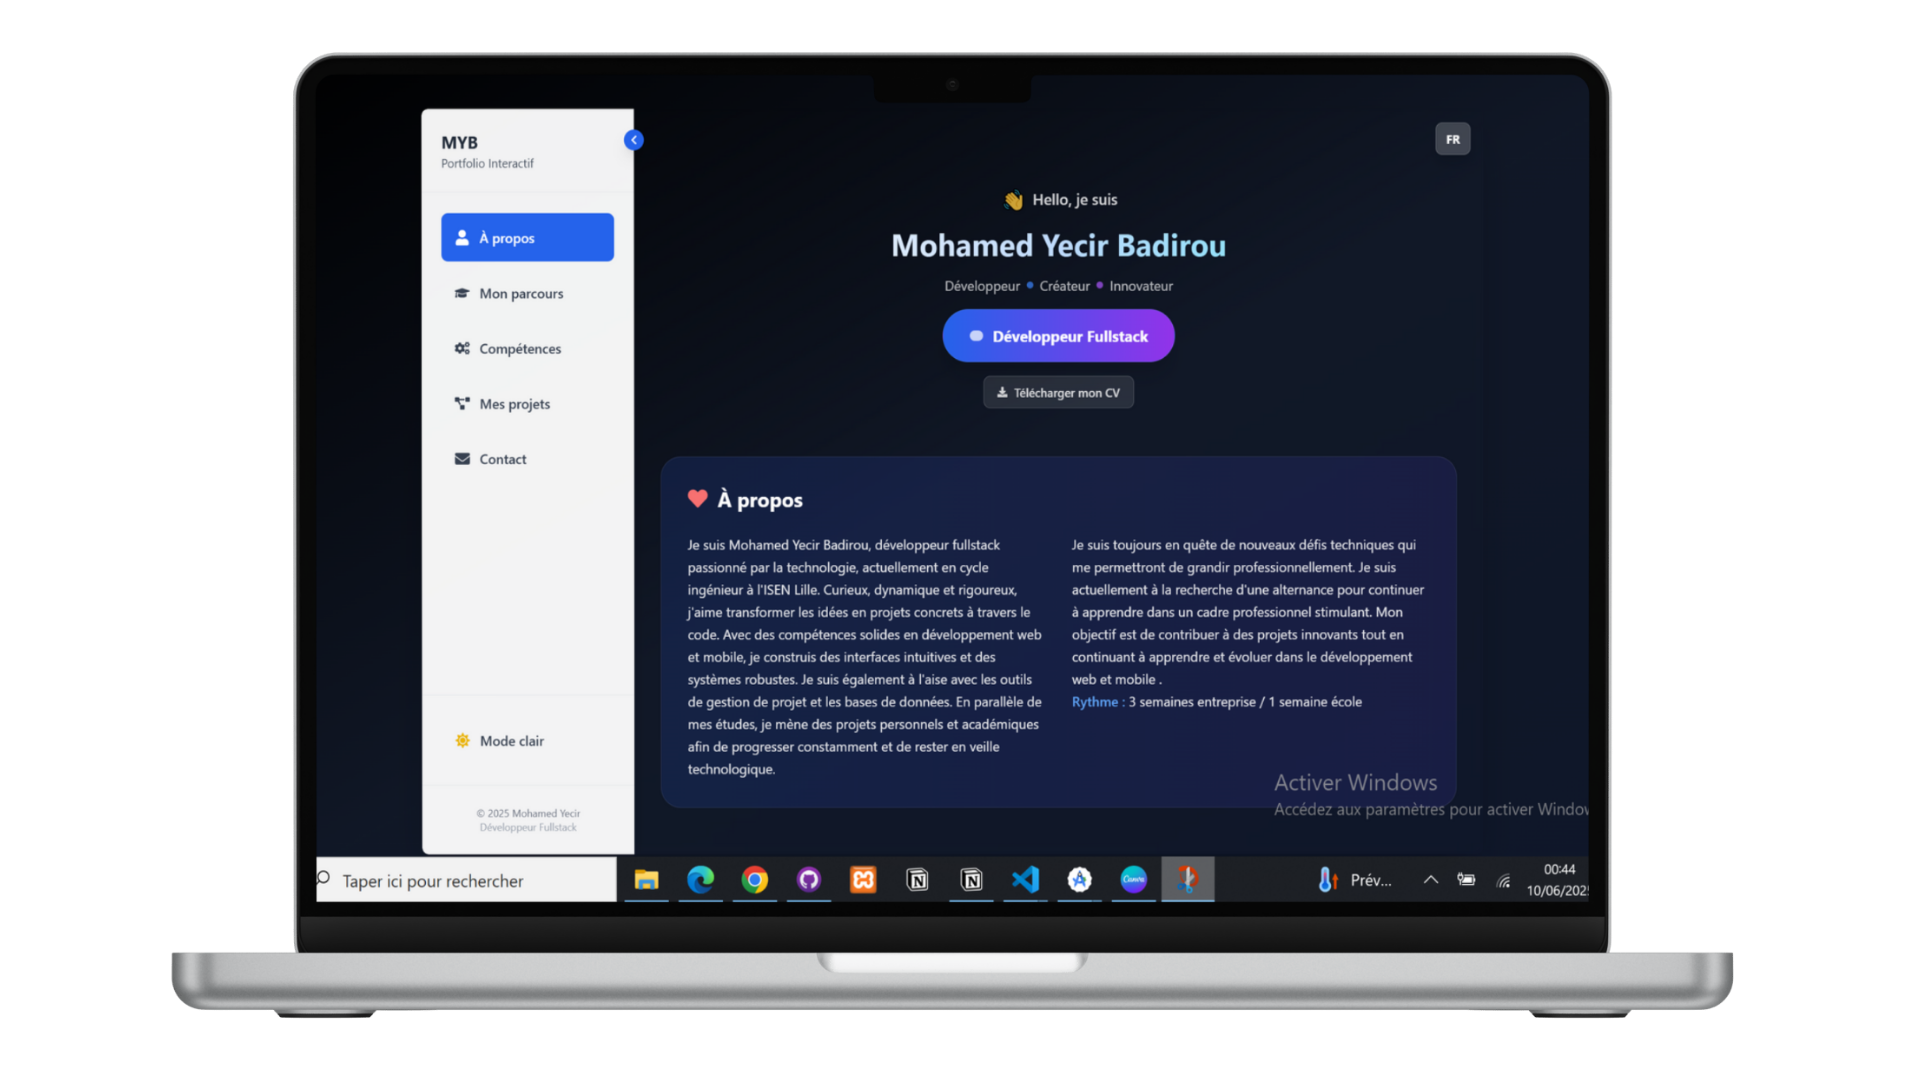 MYB
Portfolio Interactif
À propos
Mon parcours
Compétences
Mes projets
Contact
Mode clair
© 2025 Mohamed Yecir
Développeur Fullstack
FR
Hello, je suis
Mohamed Yecir Badirou
Développeur • Créateur • Innovateur
Développeur Fullstack
Télécharger mon CV
À propos
Je suis Mohamed Yecir Badirou, développeur fullstack
passionné par la technologie, actuellement en cycle
ingénieur à l'ISEN Lille. Curieux, dynamique et rigoureux,
j'aime transformer les idées en projets concrets à travers le
code. Avec des compétences solides en développement web
et mobile, je construis des interfaces intuitives et des
systèmes robustes. Je suis également à l'aise avec les outils
de gestion de projet et les bases de données. En parallèle de
mes études, je mène des projets personnels et académiques
afin de progresser constamment et de rester en veille
technologique.
Je suis toujours en quête de nouveaux défis techniques qui
me permettront de grandir professionnellement. Je suis
actuellement à la recherche d'une alternance pour continuer
à apprendre dans un cadre professionnel stimulant. Mon
objectif est de contribuer à des projets innovants tout en
continuant à apprendre et évoluer dans le développement
web et mobile .
Rythme : 3 semaines entreprise / 1 semaine école
Activer Windows
Accédez aux paramètres pour activer Window
Taper ici pour rechercher
Canva
Prév...
00:44
10/06/2025